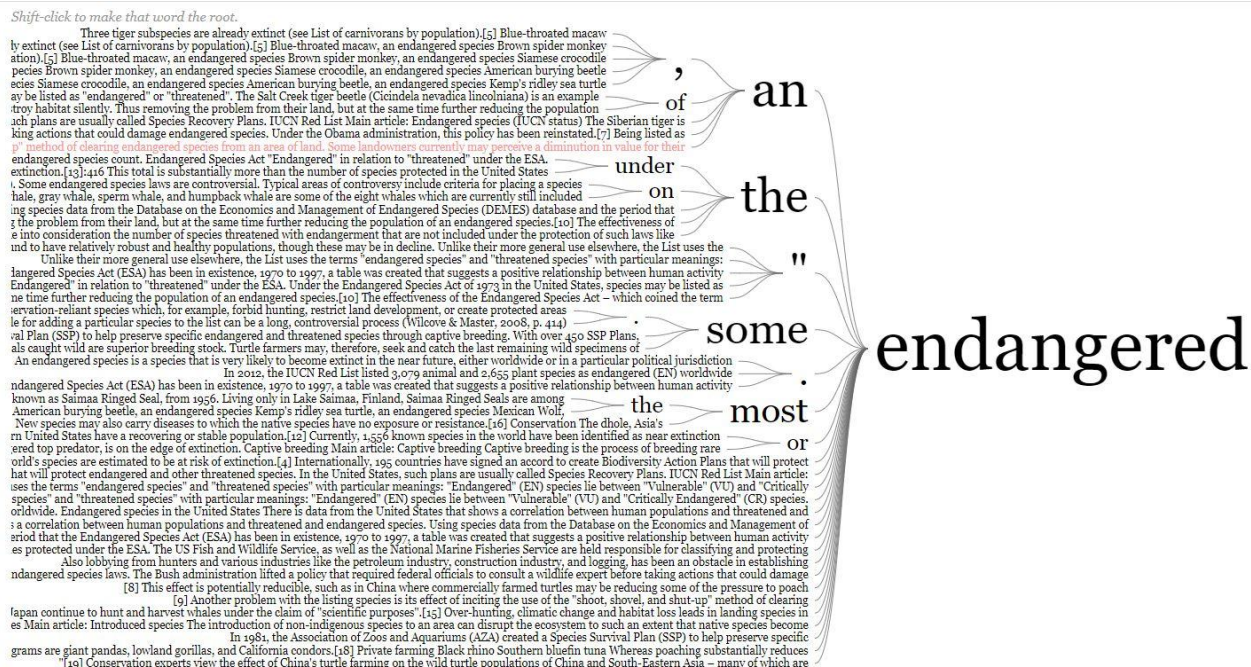 Shift-click to make that word the root.
Three tiger subspecies are already extinct (see List of carnivorans by population).[5] Blue-throated macaw
ly extinct (see List of carnivorans by population).[5] Blue-throated macaw, an endangered species Brown spider monkey
ation).[5] Blue-throated macaw, an endangered species Brown spider monkey, an endangered species Siamese crocodile
pecies Brown spider monkey, an endangered species Siamese crocodile, an endangered species American burying beetle
ecies Siamese crocodile, an endangered species American burying beetle, an endangered species Kemp's ridley sea turtle
,
an
ay be listed as "endangered" or "threatened". The Salt Creek tiger beetle (Cicindela nevadica lincolniana) is an example
troy habitat silently. Thus removing the problem from their land, but at the same time further reducing the population
of
uch plans are usually called Species Recovery Plans. IUCN Red List Main article: Endangered species (IUCN status) The Siberian tiger is
king actions that could damage endangered species. Under the Obama administration, this policy has been reinstated.[7] Being listed as
p" method of clearing endangered species from an area of land. Some landowners currently may perceive a diminution in value for their
endangered species count. Endangered Species Act "Endangered" in relation to "threatened" under the ESA.
extinction.[13]:416 This total is substantially more than the number of species protected in the United States
under
). Some endangered species laws are controversial. Typical areas of controversy include criteria for placing a species
hale, gray whale, sperm whale, and humpback whale are some of the eight whales which are currently still included
on
the
ing species data from the Database on the Economics and Management of Endangered Species (DEMES) database and the period that
g the problem from their land, but at the same time further reducing the population of an endangered species.[10] The effectiveness of
e into consideration the number of species threatened with endangerment that are not included under the protection of such laws like
und to have relatively robust and healthy populations, though these may be in decline. Unlike their more general use elsewhere, the List uses the
Unlike their more general use elsewhere, the List uses the terms "endangered species" and "threatened species" with particular meanings:
dangered Species Act (ESA) has been in existence, 1970 to 1997, a table was created that suggests a positive relationship between human activity
Endangered" in relation to "threatened" under the ESA. Under the Endangered Species Act of 1973 in the United States, species may be listed as
ne time further reducing the population of an endangered species.[10] The effectiveness of the Endangered Species Act – which coined the term
"
servation-reliant species which, for example, forbid hunting, restrict land development, or create protected areas
le for adding a particular species to the list can be a long, controversial process (Wilcove & Master, 2008, p. 414)
.
some
endangered
val Plan (SSP) to help preserve specific endangered and threatened species through captive breeding. With over 450 SSP Plans,
als caught wild are superior breeding stock. Turtle farmers may, therefore, seek and catch the last remaining wild specimens of
An endangered species is a species that is very likely to become extinct in the near future, either worldwide or in a particular political jurisdiction
In 2012, the IUCN Red List listed 3,079 animal and 2,655 plant species as endangered (EN) worldwide
ndangered Species Act (ESA) has been in existence, 1970 to 1997, a table was created that suggests a positive relationship between human activity
.
known as Saimaa Ringed Seal, from 1956. Living only in Lake Saimaa, Finland, Saimaa Ringed Seals are among
American burying beetle, an endangered species Kemp's ridley sea turtle, an endangered species Mexican Wolf,
the
most
New species may also carry diseases to which the native species have no exposure or resistance.[16] Conservation The dhole, Asia's
rn United States have a recovering or stable population.[12] Currently, 1,556 known species in the world have been identified as near extinction
ered top predator, is on the edge of extinction. Captive breeding Main article: Captive breeding Captive breeding is the process of breeding rare
or
orld's species are estimated to be at risk of extinction.[4] Internationally, 195 countries have signed an accord to create Biodiversity Action Plans that will protect
hat will protect endangered and other threatened species. In the United States, such plans are usually called Species Recovery Plans. IUCN Red List Main article:
uses the terms "endangered species" and "threatened species" with particular meanings: "Endangered" (EN) species lie between "Vulnerable" (VU) and "Critically
species" and "threatened species" with particular meanings: "Endangered" (EN) species lie between "Vulnerable" (VU) and "Critically Endangered" (CR) species.
orldwide. Endangered species in the United States There is data from the United States that shows a correlation between human populations and threatened and
s a correlation between human populations and threatened and endangered species. Using species data from the Database on the Economics and Management of
eriod that the Endangered Species Act (ESA) has been in existence, 1970 to 1997, a table was created that suggests a positive relationship between human activity
es protected under the ESA. The US Fish and Wildlife Service, as well as the National Marine Fisheries Service are held responsible for classifying and protecting
Also lobbying from hunters and various industries like the petroleum industry, construction industry, and logging, has been an obstacle in establishing
ndangered species laws. The Bush administration lifted a policy that required federal officials to consult a wildlife expert before taking actions that could damage
[8] This effect is potentially reducible, such as in China where commercially farmed turtles may be reducing some of the pressure to poach
[9] Another problem with the listing species is its effect of inciting the use of the "shoot, shovel, and shut-up" method of clearing
Japan continue to hunt and harvest whales under the claim of "scientific purposes".[15] Over-hunting, climatic change and habitat loss leads in landing species in
es Main article: Introduced species The introduction of non-indigenous species to an area can disrupt the ecosystem to such an extent that native species become
In 1981, the Association of Zoos and Aquariums (AZA) created a Species Survival Plan (SSP) to help preserve specific
grams are giant pandas, lowland gorillas, and California condors.[18] Private farming Black rhino Southern bluefin tuna Whereas poaching substantially reduces
"[19] Conservation experts view the effect of China's turtle farming on the wild turtle populations of China and South-Eastern Asia – many of which are